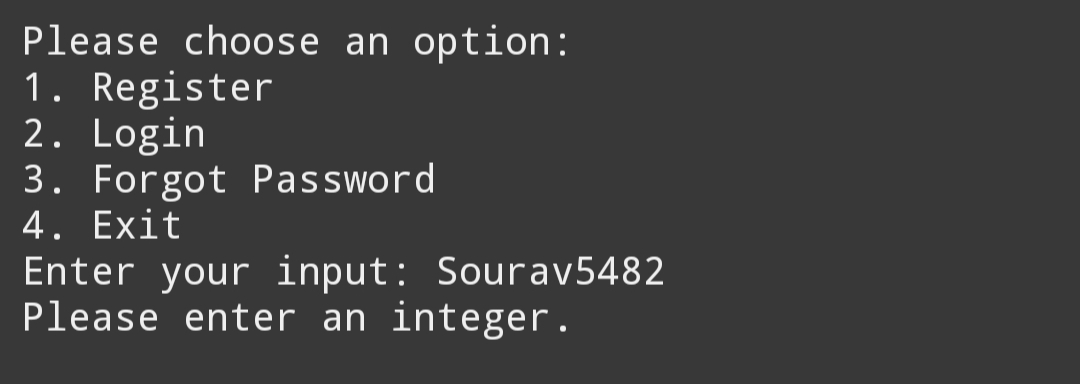 Please choose an option:
1. Register
2. Login
3. Forgot Password
4. Exit
Enter your input: Sourav5482
Please enter an integer.